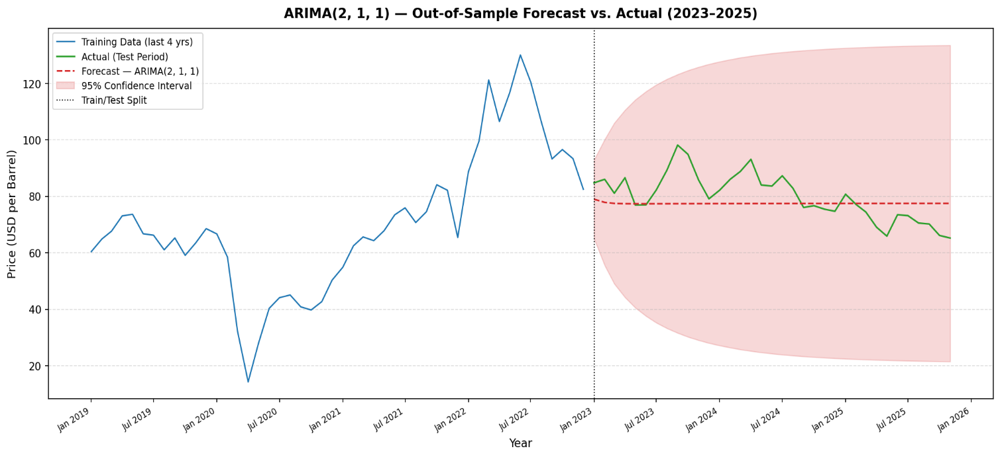 ARIMA(2, 1, 1) — Out-of-Sample Forecast vs. Actual (2023–2025)
Training Data (last 4 yrs)
Actual (Test Period)
Forecast — ARIMA(2, 1, 1)
95% Confidence Interval
Train/Test Split
Price (USD per Barrel)
120
100
80
60
40
20
Jan 2019
Jul 2019
Jan 2020
Jul 2020
Jan 2021
Jul 2021
Jan 2022
Jul 2022
Jan 2023
Jul 2023
Jan 2024
Jul 2024
Jan 2025
Jul 2025
Jan 2026
Year